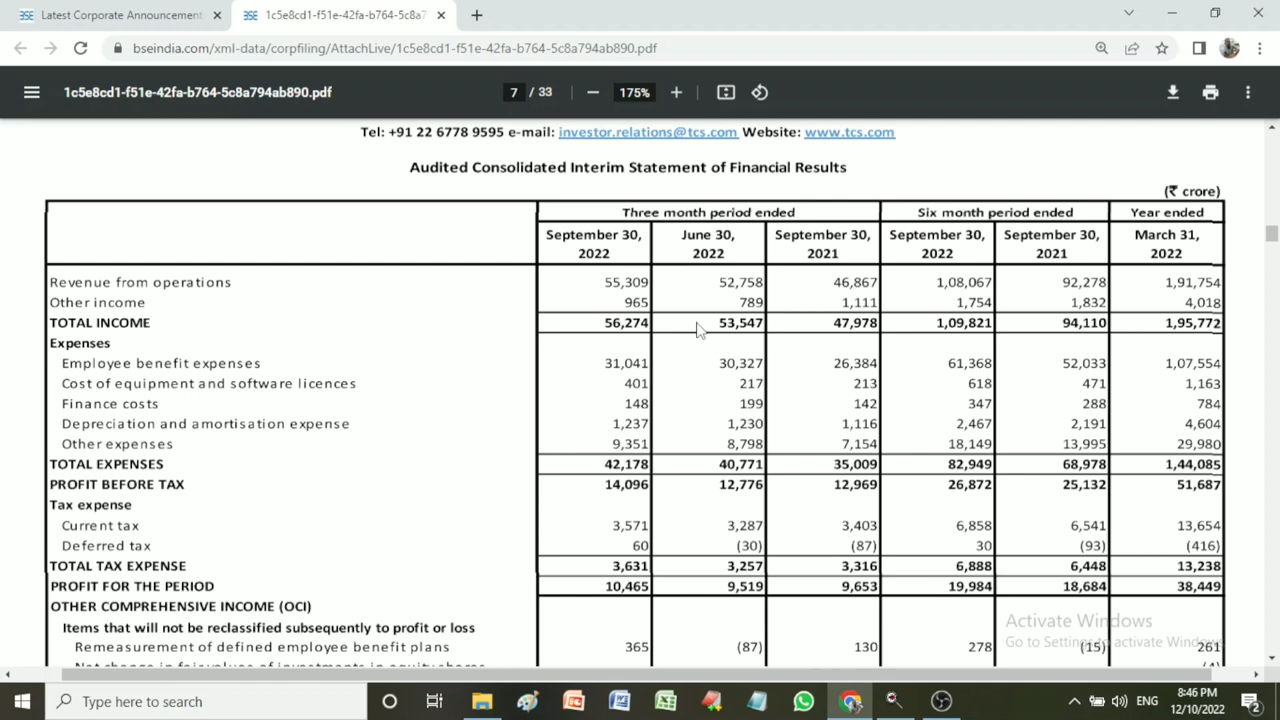 Latest Corporate Announcement
1c5e8cd1-f51e-42fa-b764-5c8a7
bseindia.com/xml-data/corpfiling/AttachLive/1c5e8cd1-f51e-42fa-b764-5c8a794ab890.pdf
1c5e8cd1-f51e-42fa-b764-5c8a794ab890.pdf 7 / 33 175%
Tel: +91 22 6778 9595 e-mail: investor.relations@tcs.com Website: www.tcs.com
Audited Consolidated Interim Statement of Financial Results
(₹ crore)
Three month period ended Six month period ended Year ended
September 30, June 30, September 30, September 30, September 30, March 31,
2022 2022 2021 2022 2021 2022
Revenue from operations 55,309 52,758 46,867 1,08,067 92,278 1,91,754
Other income 965 789 1,111 1,754 1,832 4,018
TOTAL INCOME 56,274 53,547 47,978 1,09,821 94,110 1,95,772
Expenses
Employee benefit expenses 31,041 30,327 26,384 61,368 52,033 1,07,554
Cost of equipment and software licences 401 217 213 618 471 1,163
Finance costs 148 199 142 347 288 784
Depreciation and amortisation expense 1,237 1,230 1,116 2,467 2,191 4,604
Other expenses 9,351 8,798 7,154 18,149 13,995 29,980
TOTAL EXPENSES 42,178 40,771 35,009 82,949 68,978 1,44,085
PROFIT BEFORE TAX 14,096 12,776 12,969 26,872 25,132 51,687
Tax expense
Current tax 3,571 3,287 3,403 6,858 6,541 13,654
Deferred tax 60 (30) (87) 30 (93) (416)
TOTAL TAX EXPENSE 3,631 3,257 3,316 6,888 6,448 13,238
PROFIT FOR THE PERIOD 10,465 9,519 9,653 19,984 18,684 38,449
OTHER COMPREHENSIVE INCOME (OCI)
Items that will not be reclassified subsequently to profit or loss
Remeasurement of defined employee benefit plans 365 (87) 130 278 (15) 261
Activate Windows
Go to Settings to activate Windows
Type here to search
ENG
8:46 PM
12/10/2022
2